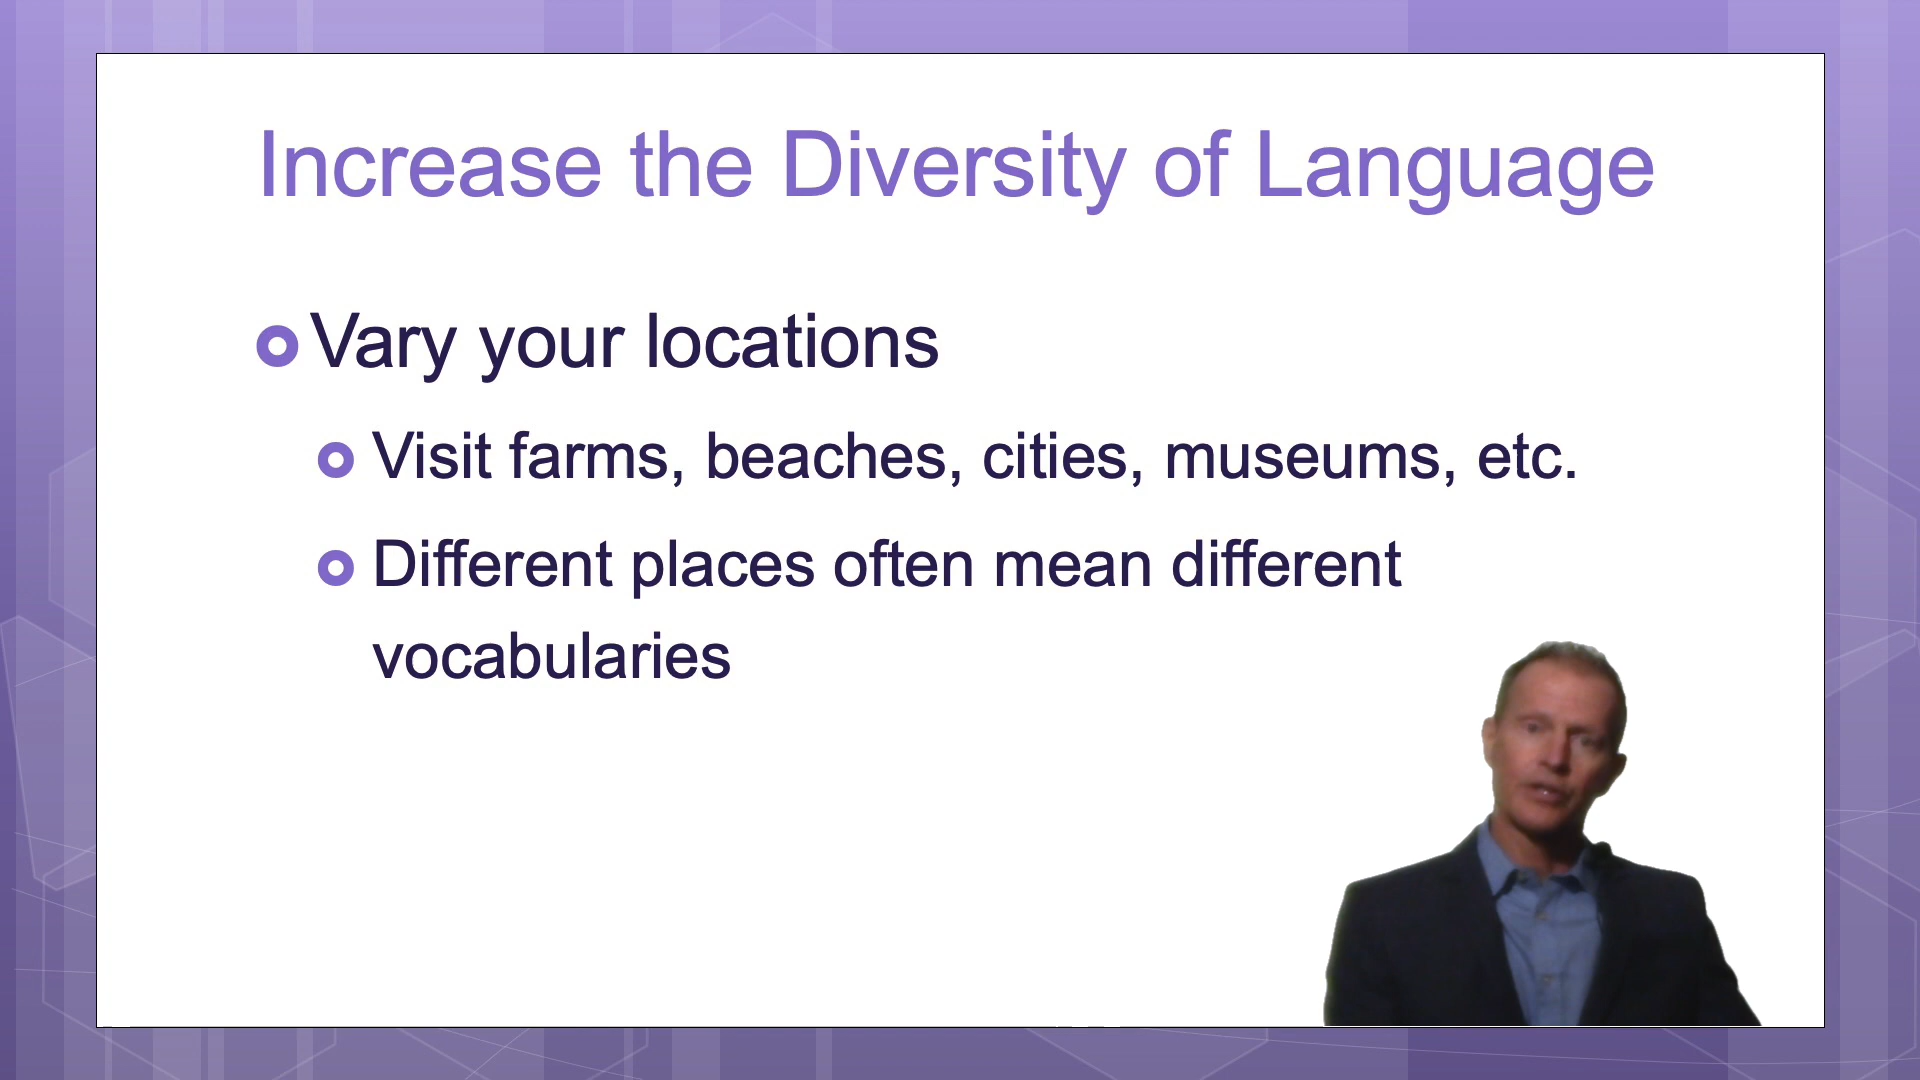 Increase the Diversity of Language
Vary your locations
Visit farms, beaches, cities, museums, etc.
Different places often mean different
vocabularies